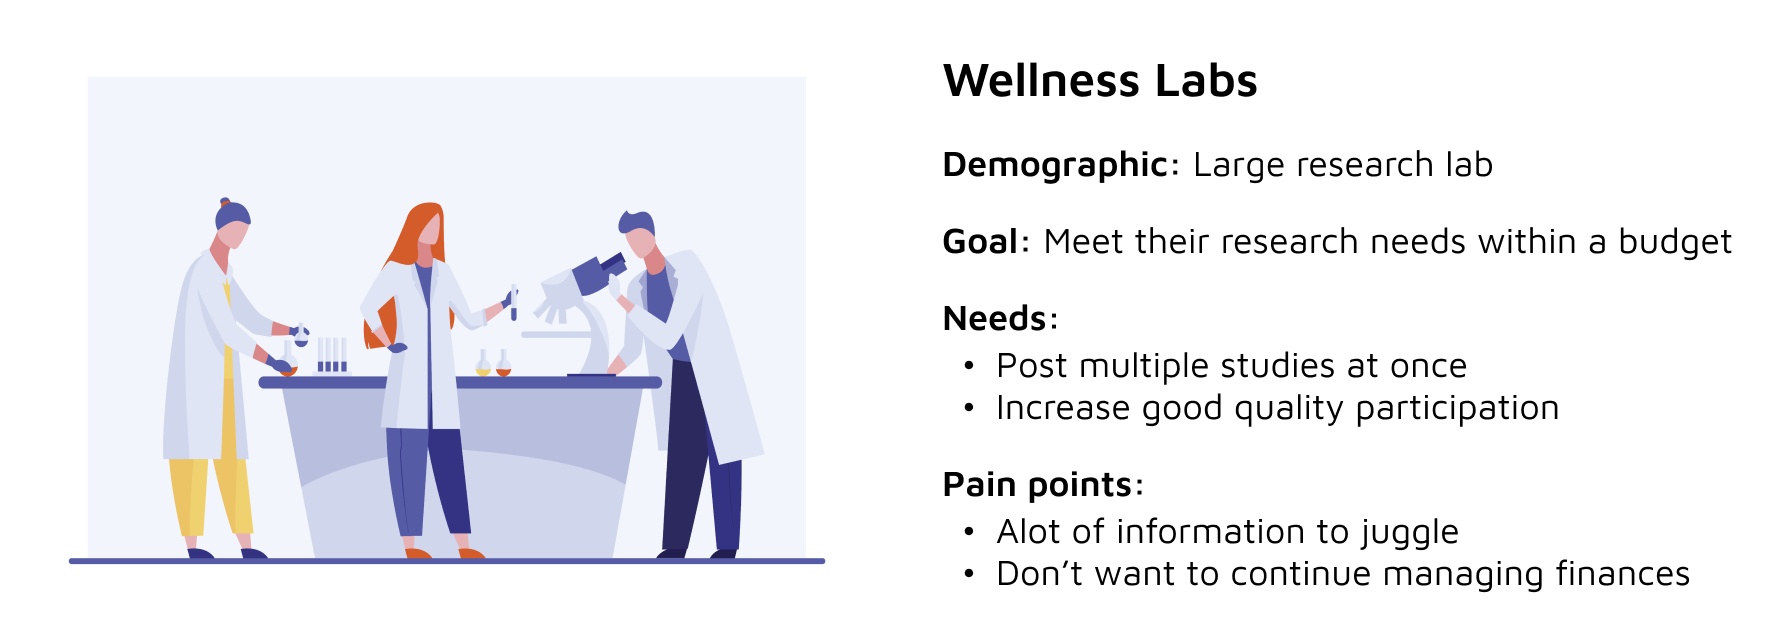 Wellness Labs
Demographic: Large research lab
Goal: Meet their research needs within a budget
Needs:
• Post multiple studies at once
• Increase good quality participation
Pain points:
• Alot of information to juggle
• Don’t want to continue managing finances